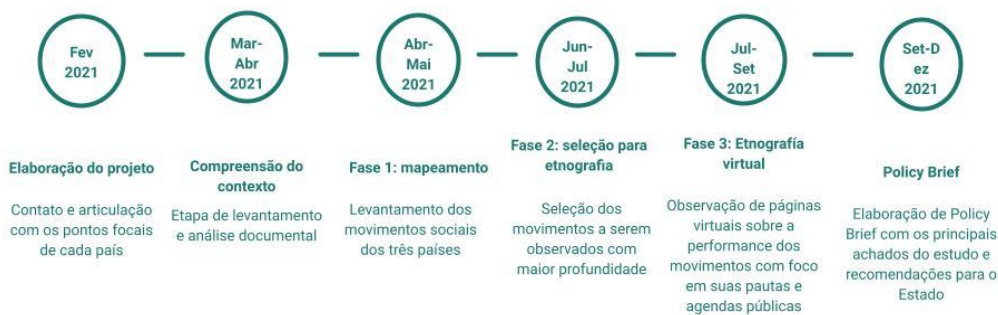 Fev
2021
Mar-
Abr
2021
Abr-
Mai
2021
Jun-
Jul
2021
Jul-
Set
2021
Set-D
ez
2021
Elaboração do projeto
Contato e articulação
com os pontos focais
de cada país
Compreensão do
contexto
Etapa de levantamento
e análise documental
Fase 1: mapeamento
Levantamento dos
movimentos sociais
dos três países
Fase 2: seleção para
etnografia
Seleção dos
movimentos a serem
observados com
maior profundidade
Fase 3: Etnografía
virtual
Observação de páginas
virtuais sobre a
performance dos
movimentos com foco
em suas pautas e
agendas públicas
Policy Brief
Elaboração de Policy
Brief com os principais
achados do estudo e
recomendações para o
Estado